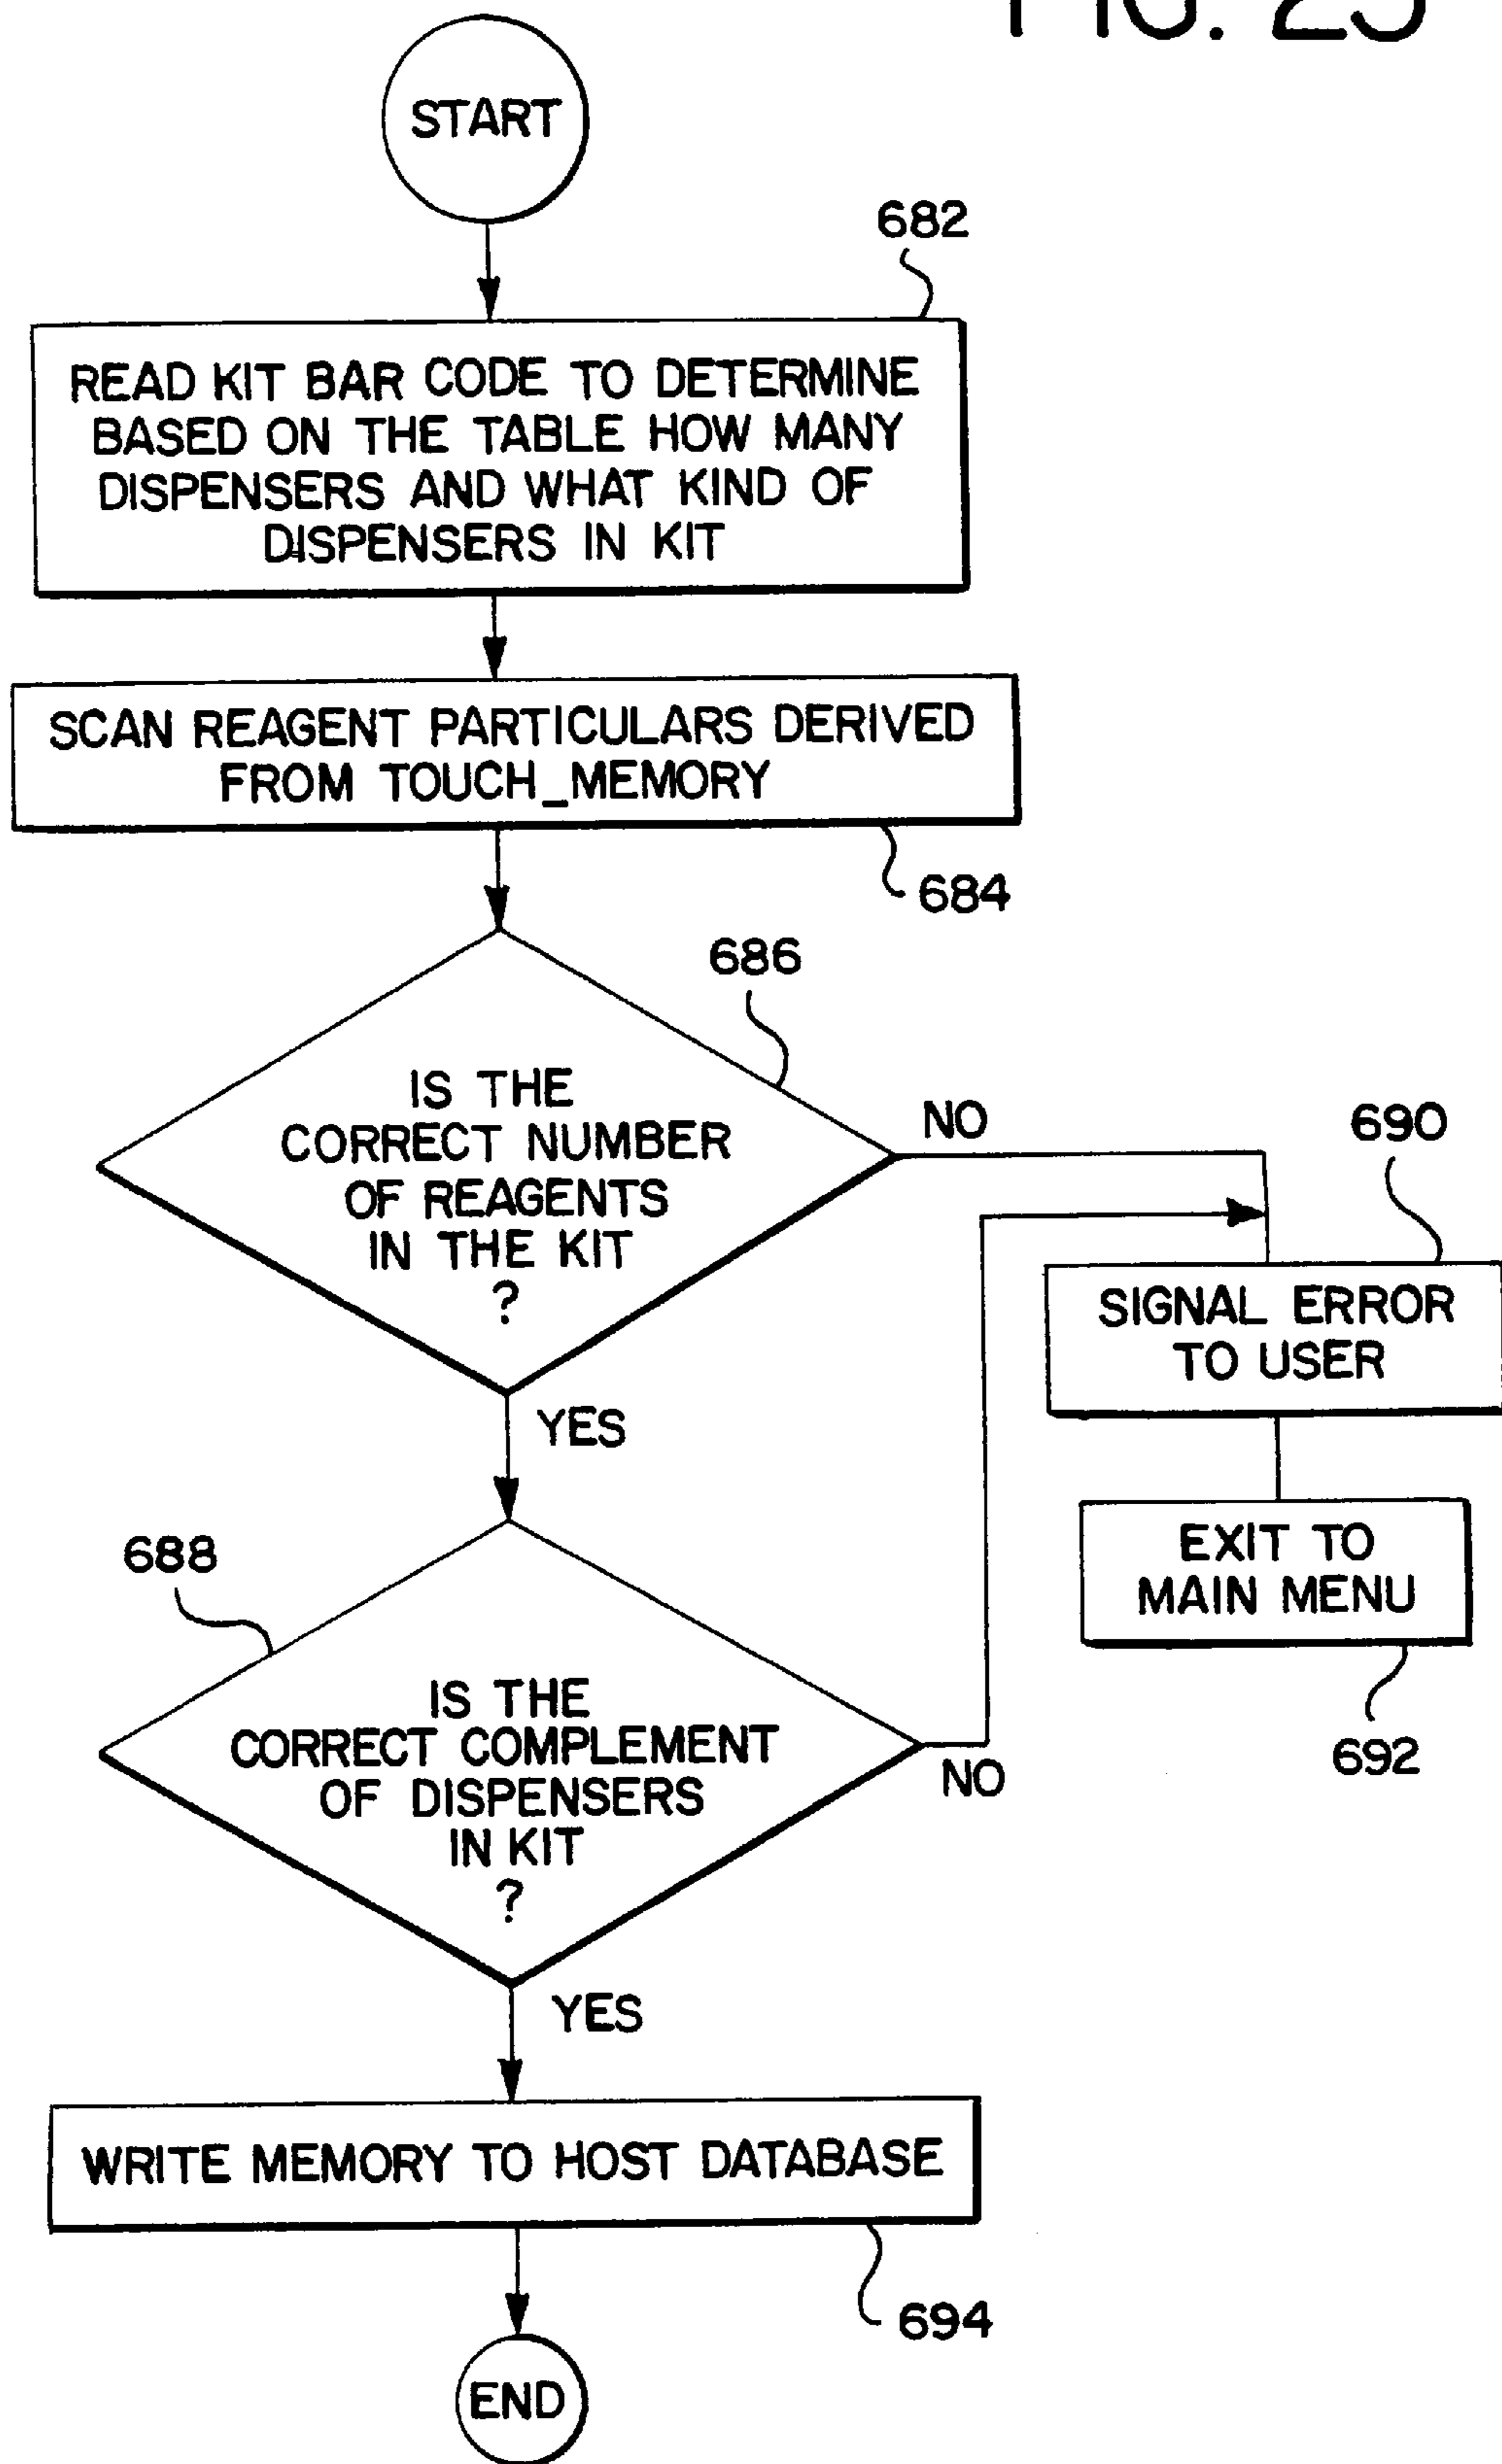 FIG. 25
START
682
READ KIT BAR CODE TO DETERMINE
BASED ON THE TABLE HOW MANY
DISPENSERS AND WHAT KIND OF
DISPENSERS IN KIT
SCAN REAGENT PARTICULARS DERIVED
FROM TOUCH_MEMORY
684
686
IS THE
CORRECT NUMBER
OF REAGENTS
IN THE KIT
?
NO
690
SIGNAL ERROR
TO USER
YES
EXIT TO
MAIN MENU
692
688
IS THE
CORRECT COMPLEMENT
OF DISPENSERS
IN KIT
?
NO
YES
WRITE MEMORY TO HOST DATABASE
694
END